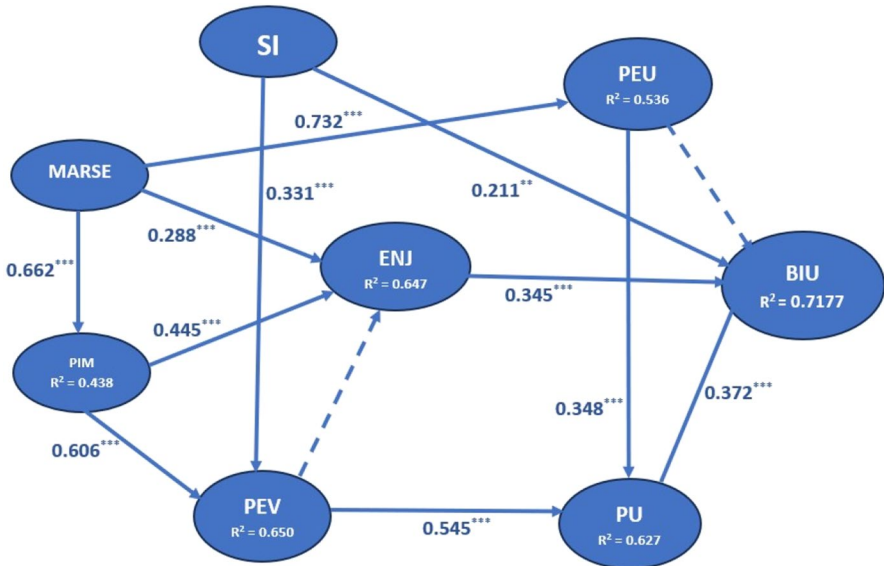 SI
PEU
R² = 0.536
0.732***
MARSE
0.331***
0.211**
0.288***
ENJ
R² = 0.647
BIU
R² = 0.7177
0.662***
0.345***
0.445***
PIM
R² = 0.438
0.348***
0.372***
0.606***
PEV
R² = 0.650
0.545***
PU
R² = 0.627